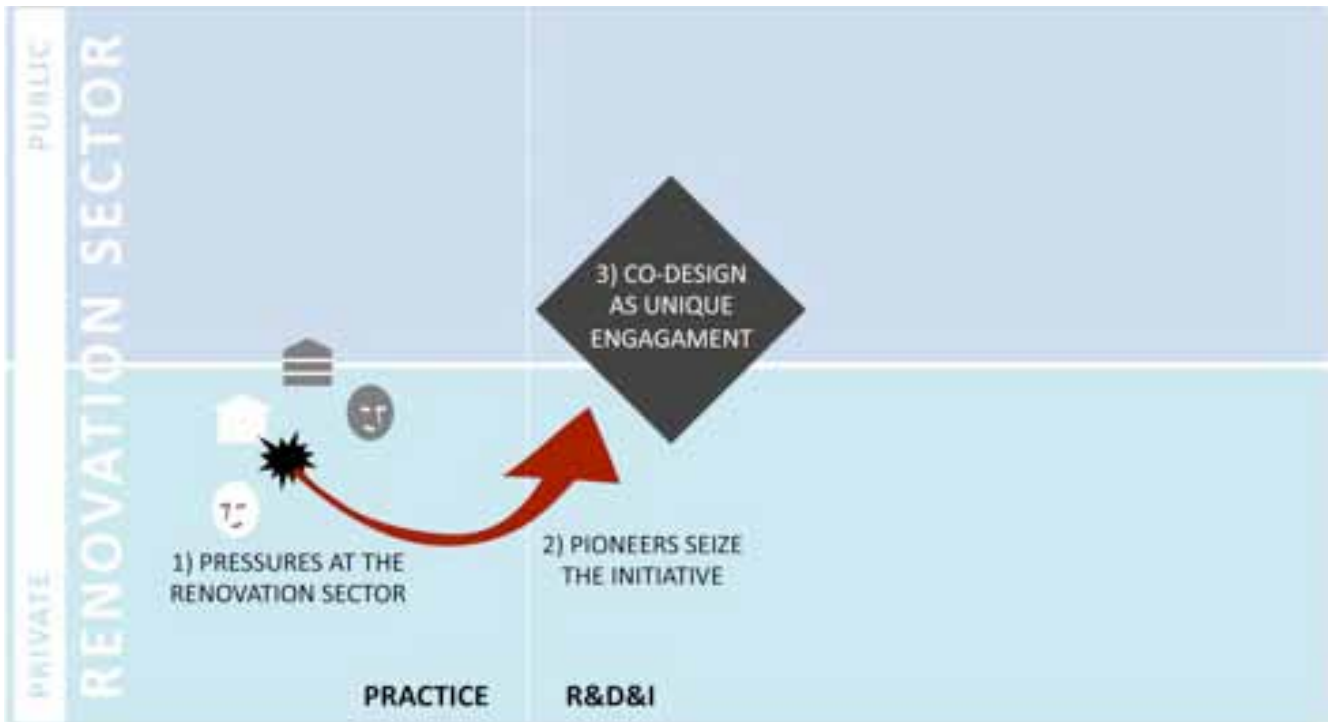 PUBLIC
PRIVATE
RENOVATION SECTOR
3) CO-DESIGN
AS UNIQUE
ENGAGAMENT
1) PRESSURES AT THE
RENOVATION SECTOR
2) PIONEERS SEIZE
THE INITIATIVE
PRACTICE
R&D&I